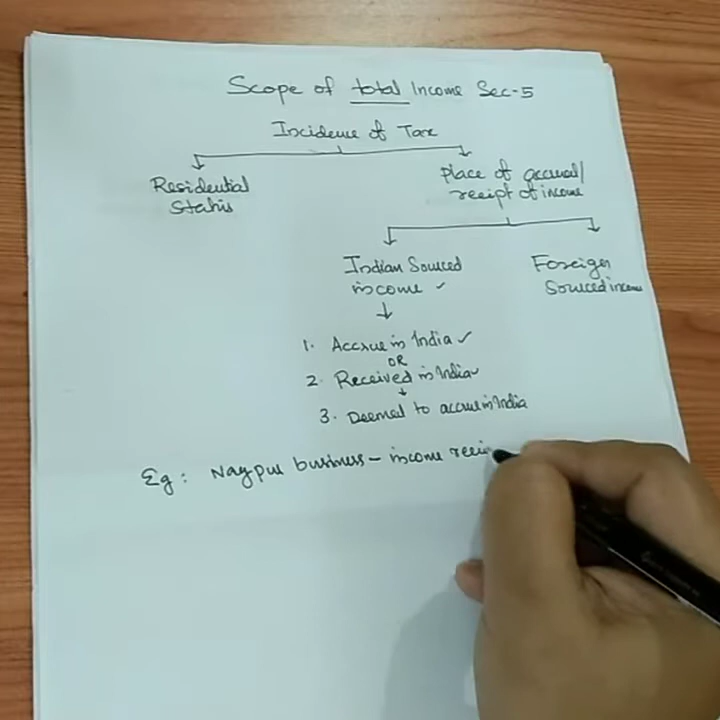 Scope of total Income Sec-5
Incidence of Tax
Residential
Status
Place of accrual/
receipt of income
Indian Sourced
income ✓
Foreign
Sourced income
1. Accrue in India ✓
OR
2. Received in India ✓
3. Deemed to accrue in India
Eg: Nagpur business - income recei